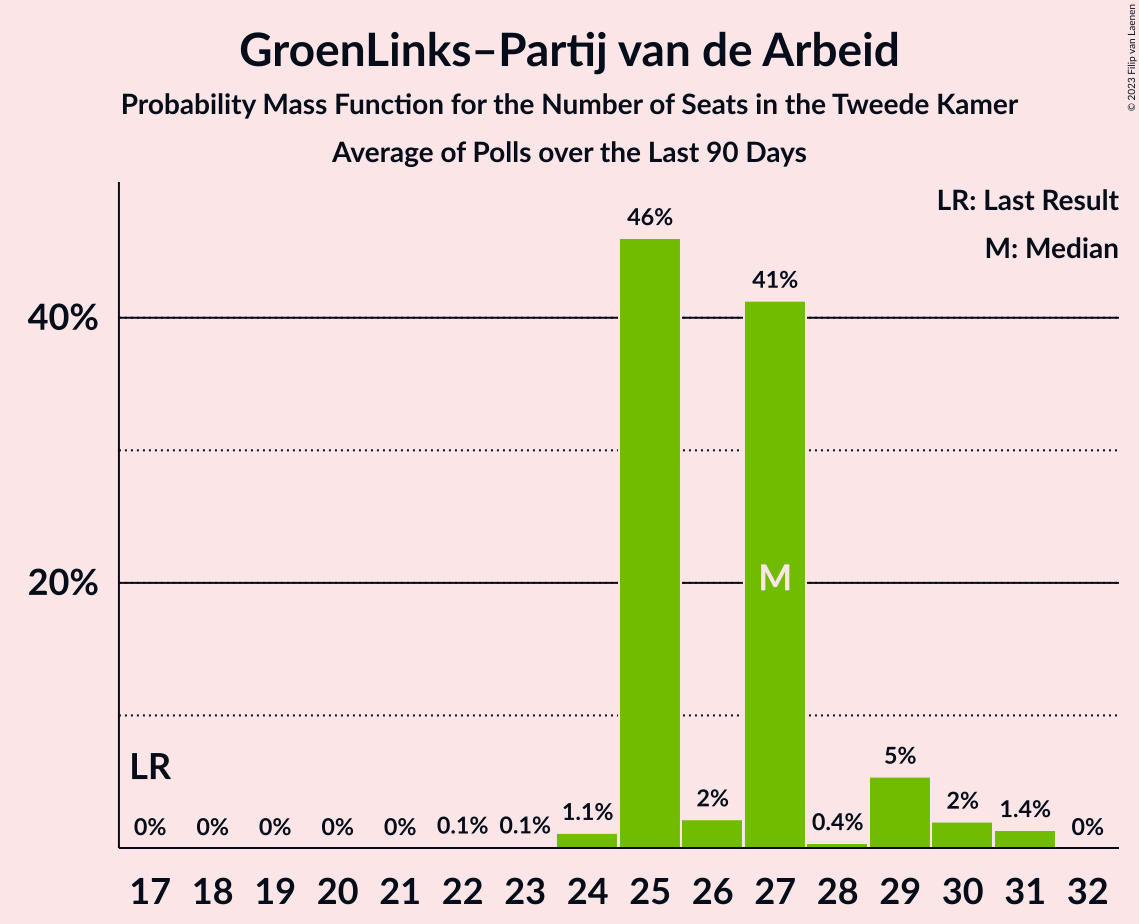 GroenLinks–Partij van de Arbeid
Probability Mass Function for the Number of Seats in the Tweede Kamer
Average of Polls over the Last 90 Days
© 2023 Filip van Laenen
LR: Last Result
M: Median
40%
20%
LR
M
0% 0% 0% 0% 0% 0.1% 0.1% 1.1% 46% 2% 41% 0.4% 5% 2% 1.4% 0%
17 18 19 20 21 22 23 24 25 26 27 28 29 30 31 32